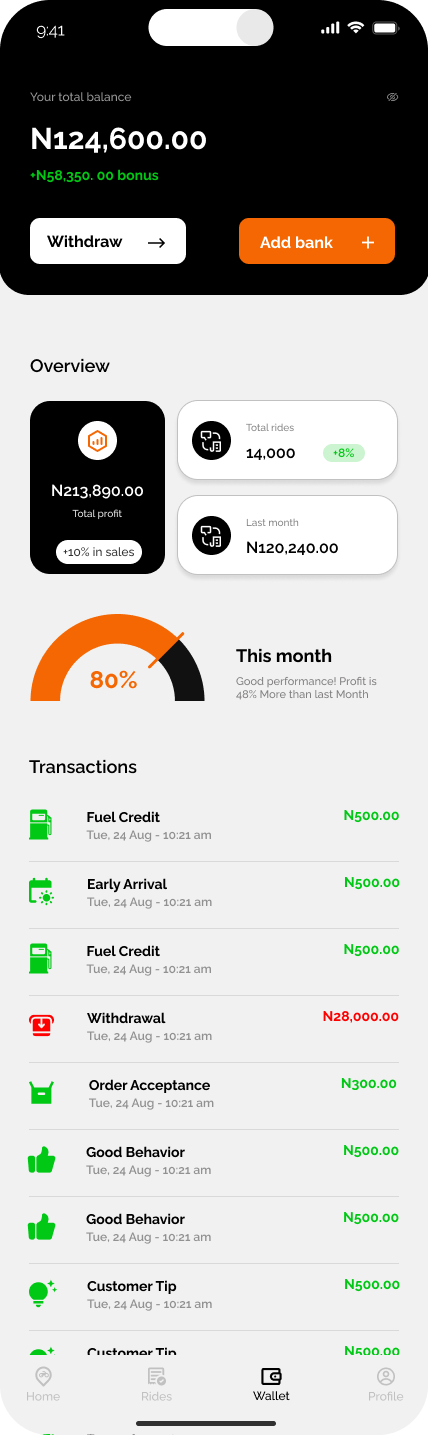 9:41
Your total balance
N124,600.00
+N58,350. 00 bonus
Withdraw
Add bank
Overview
N213,890.00
Total profit
+10% in sales
Total rides
14,000
+8%
Last month
N120,240.00
80%
This month
Good performance! Profit is
48% More than last Month
Transactions
Fuel Credit
N500.00
Tue, 24 Aug - 10:21 am
Early Arrival
N500.00
Tue, 24 Aug - 10:21 am
Fuel Credit
N500.00
Tue, 24 Aug - 10:21 am
Withdrawal
N28,000.00
Tue, 24 Aug - 10:21 am
Order Acceptance
N300.00
Tue, 24 Aug - 10:21 am
Good Behavior
N500.00
Tue, 24 Aug - 10:21 am
Good Behavior
N500.00
Tue, 24 Aug - 10:21 am
Customer Tip
N500.00
Tue, 24 Aug - 10:21 am
Customer Tip
N500.00
Home
Rides
Wallet
Profile